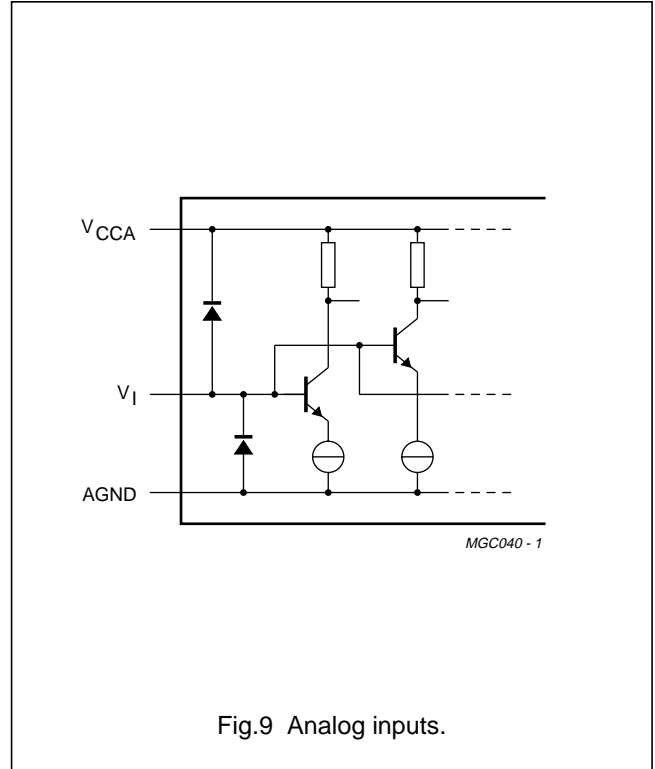 VCCA
VI
AGND
MGC040 - 1
Fig.9 Analog inputs.